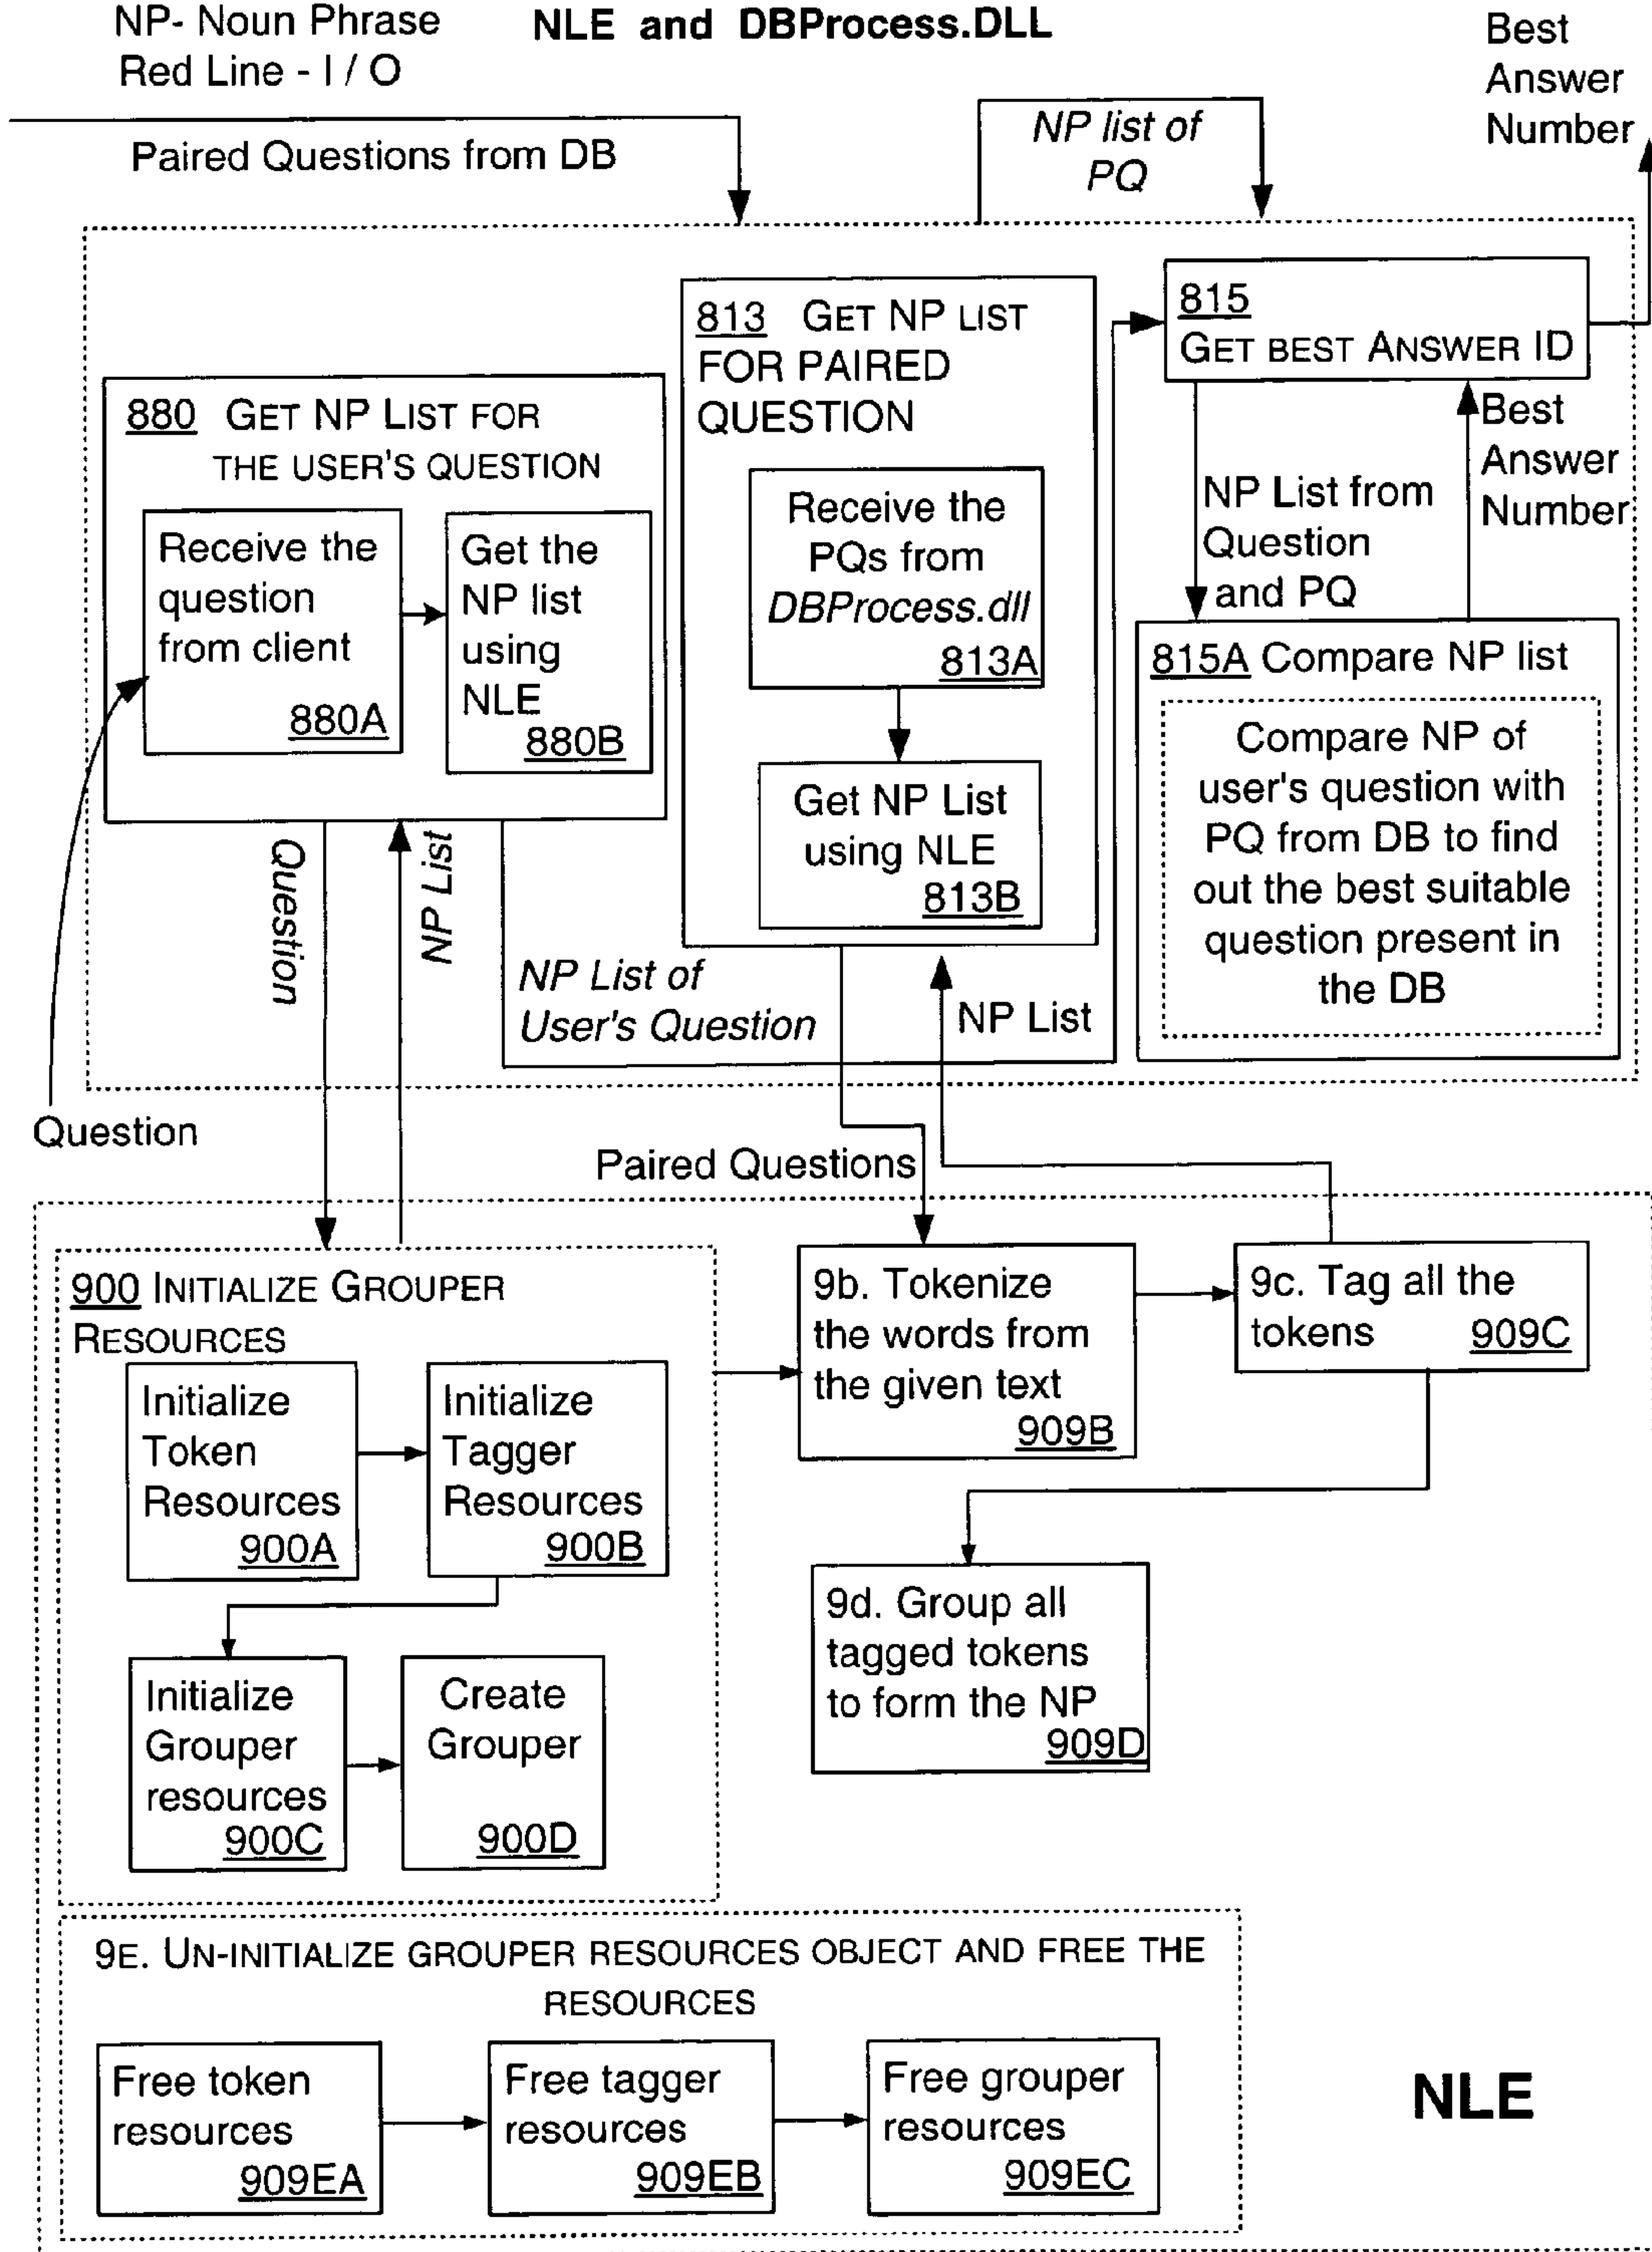 NP- Noun Phrase
Red Line - I / O
NLE and DBProcess.DLL
Best
Answer
Number
Paired Questions from DB
NP list of
PQ
880 GET NP LIST FOR
THE USER'S QUESTION
Receive the
question
from client
880A
Get the
NP list
using
NLE
880B
813 GET NP LIST
FOR PAIRED
QUESTION
Receive the
PQs from
DBProcess.dll
813A
Get NP List
using NLE
813B
815
GET BEST ANSWER ID
NP List from
Question
and PQ
Best
Answer
Number
815A Compare NP list
Compare NP of
user's question with
PQ from DB to find
out the best suitable
question present in
the DB
Question
NP List
NP List of
User's Question
NP List
Question
Paired Questions
900 INITIALIZE GROUPER
RESOURCES
Initialize
Token
Resources
900A
Initialize
Tagger
Resources
900B
Initialize
Grouper
resources
900C
Create
Grouper
900D
9b. Tokenize
the words from
the given text
909B
9c. Tag all the
tokens 909C
9d. Group all
tagged tokens
to form the NP
909D
9E. UN-INITIALIZE GROUPER RESOURCES OBJECT AND FREE THE
RESOURCES
Free token
resources
909EA
Free tagger
resources
909EB
Free grouper
resources
909EC
NLE